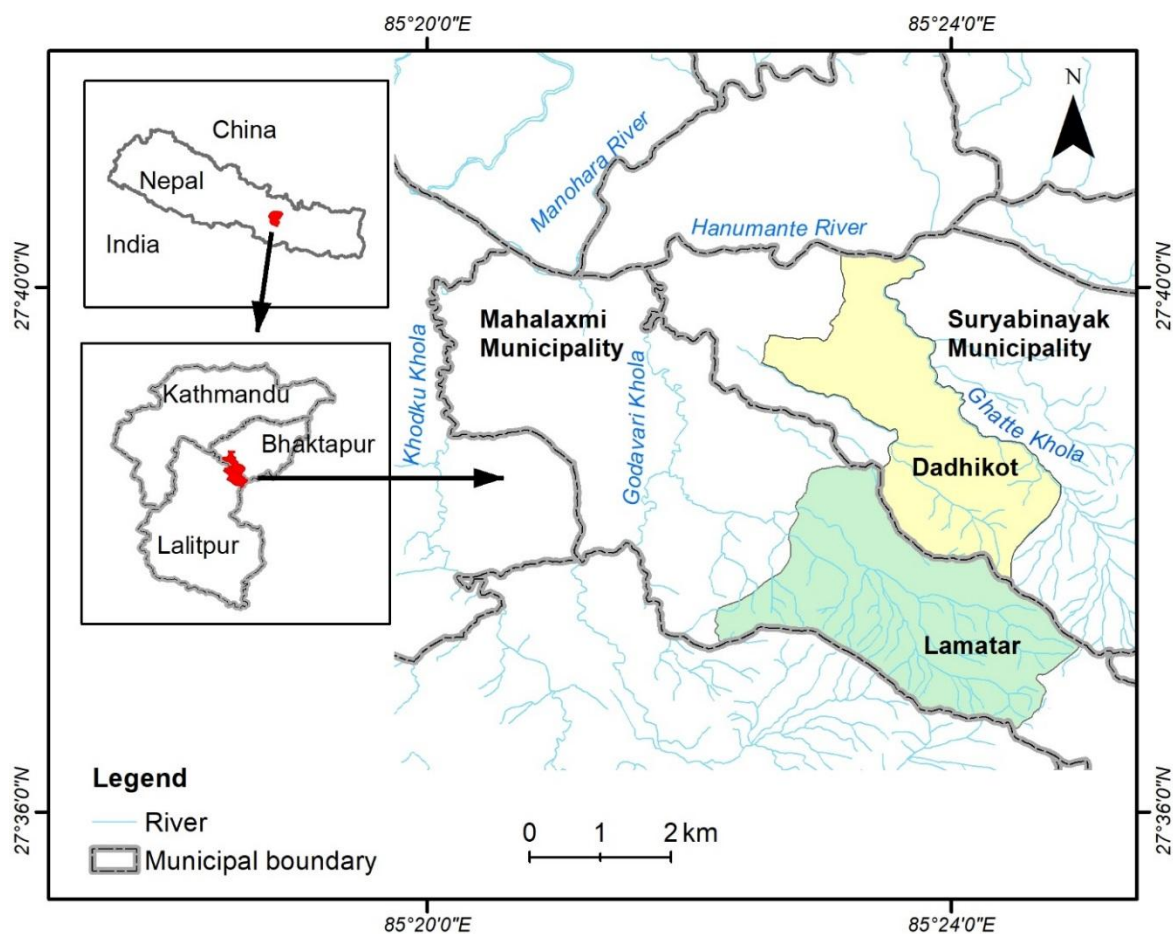 85°20'0"E
85°24'0"E
N
China
Nepal
India
Manohara River
Hanumante River
27°40'0"N
27°40'0"N
Mahalaxmi
Municipality
Suryabinayak
Municipality
Khodku Khola
Godavari Khola
Ghatte Khola
Kathmandu
Bhaktapur
Lalitpur
Dadhikot
Lamatar
Legend
River
Municipal boundary
0 1 2 km
27°36'0"N
27°36'0"N
85°20'0"E
85°24'0"E